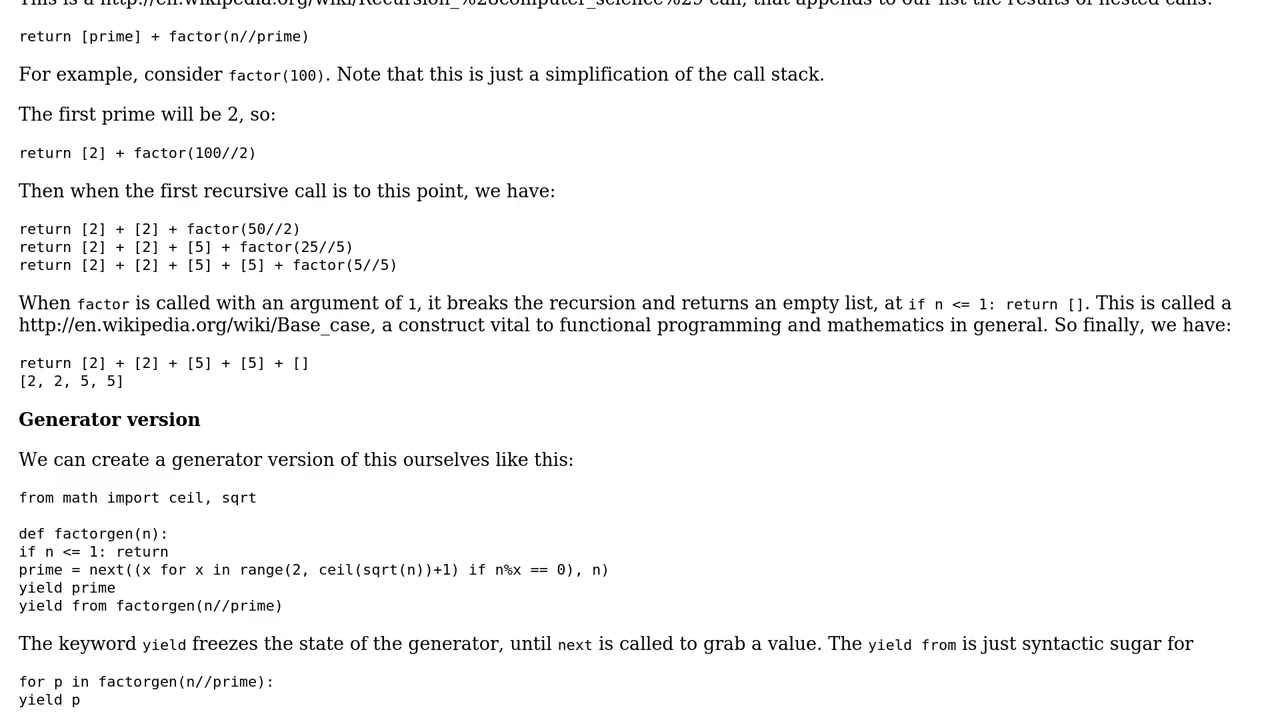 This is a http://en.wikipedia.org/wiki/Recursion_%28computer_science%29 call, that appends to our list the results of nested calls:
return [prime] + factor(n//prime)
For example, consider factor(100). Note that this is just a simplification of the call stack.
The first prime will be 2, so:
return [2] + factor(100//2)
Then when the first recursive call is to this point, we have:
return [2] + [2] + factor(50//2)
return [2] + [2] + [5] + factor(25//5)
return [2] + [2] + [5] + [5] + factor(5//5)
When factor is called with an argument of 1, it breaks the recursion and returns an empty list, at if n <= 1: return []. This is called a
http://en.wikipedia.org/wiki/Base_case, a construct vital to functional programming and mathematics in general. So finally, we have:
return [2] + [2] + [5] + [5] + []
[2, 2, 5, 5]
Generator version
We can create a generator version of this ourselves like this:
from math import ceil, sqrt
def factorgen(n):
if n <= 1: return
prime = next((x for x in range(2, ceil(sqrt(n))+1) if n%x == 0), n)
yield prime
yield from factorgen(n//prime)
The keyword yield freezes the state of the generator, until next is called to grab a value. The yield from is just syntactic sugar for
for p in factorgen(n//prime):
yield p